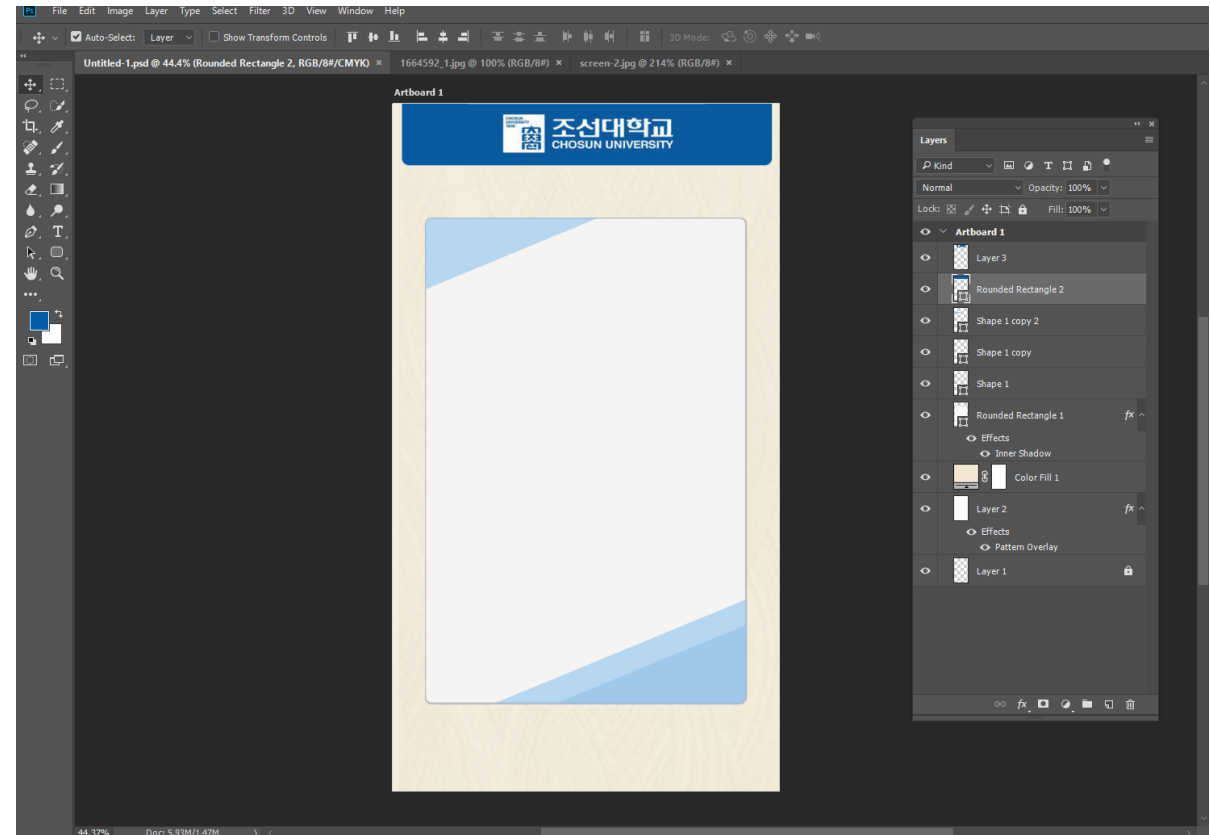 Ps File Edit Image Layer Type Select Filter 3D View Window Help
Auto-Select: Layer Show Transform Controls 3D Mode:
Untitled-1.psd @ 44.4% (Rounded Rectangle 2, RGB/8#/CMYK) × 1664592_1.jpg @ 100% (RGB/8#) × screen-2.jpg @ 214% (RGB/8#) ×
Artboard 1
조선대학교
CHOSUN UNIVERSITY
Layers
Kind
Normal Opacity: 100%
Lock: Fill: 100%
Artboard 1
Layer 3
Rounded Rectangle 2
Shape 1 copy 2
Shape 1 copy
Shape 1
Rounded Rectangle 1 fx
Effects
Inner Shadow
Color Fill 1
Layer 2 fx
Effects
Pattern Overlay
Layer 1
fx
44.37% Doc: 5.93M/1.47M